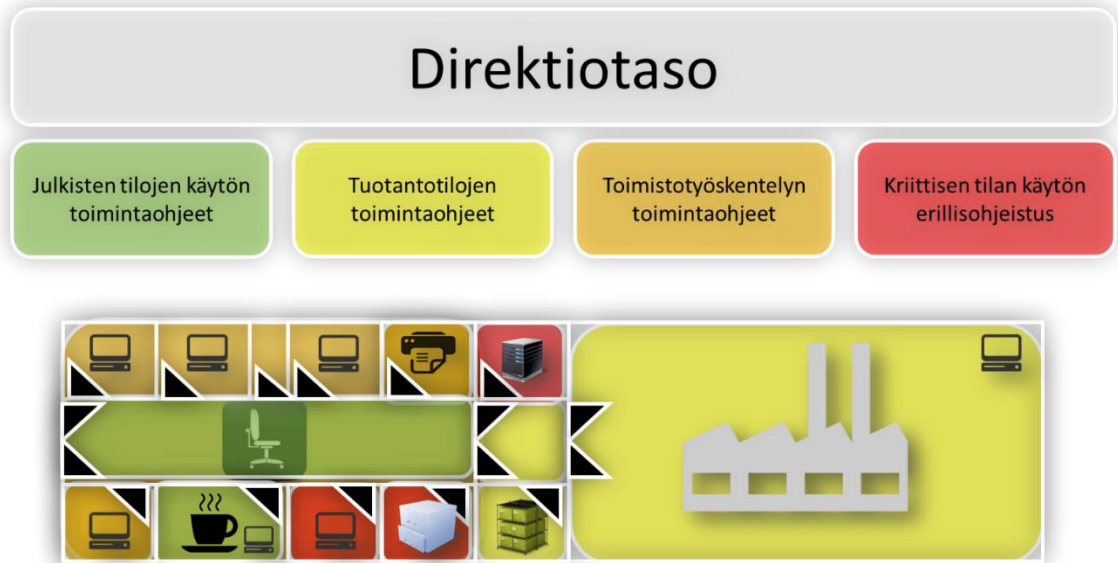 Direktiotaso
Julkisten tilojen käytön
toimintaohjeet
Tuotantotilojen
toimintaohjeet
Toimistotyöskentelyn
toimintaohjeet
Kriittisen tilan käytön
erillisohjeistus